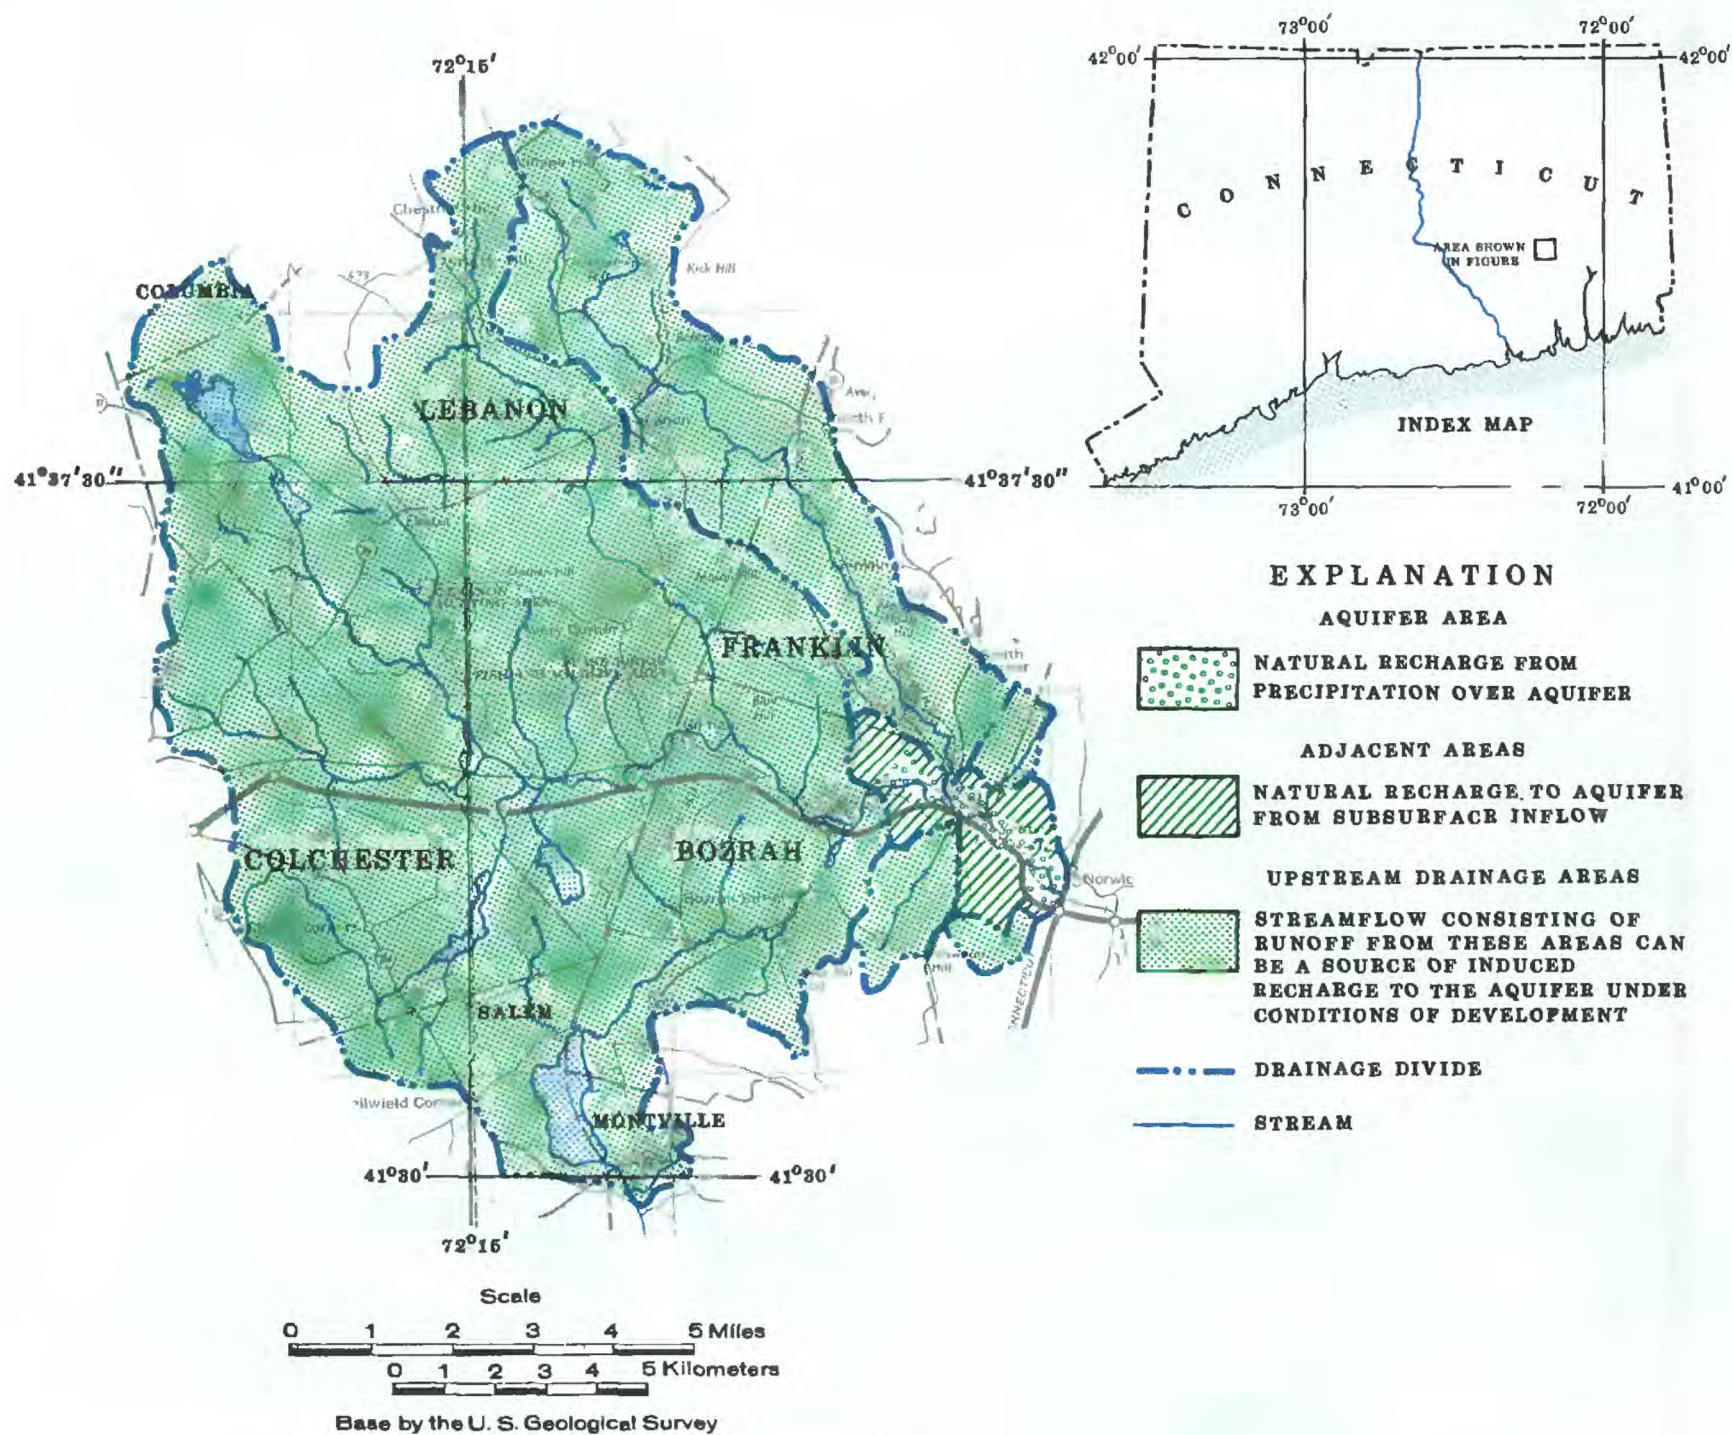 72°15'
COLUMBIA
Kick Hill
LEBANON
41°37'30"
41°37'30"
Exeter
FRANKLIN
COLCHESTER
BOZRAH
Norwic
SALEM
MONTVILLE
41°30'
41°30'
72°15'
Scale
0 1 2 3 4 5 Miles
0 1 2 3 4 5 Kilometers
Base by the U. S. Geological Survey
73°00'
72°00'
42°00'
42°00'
CONNECTICUT
AREA SHOWN
IN FIGURE
INDEX MAP
41°00'
73°00'
72°00'
EXPLANATION
AQUIFER AREA
NATURAL RECHARGE FROM
PRECIPITATION OVER AQUIFER
ADJACENT AREAS
NATURAL RECHARGE TO AQUIFER
FROM SUBSURFACR INFLOW
UPSTREAM DRAINAGE AREAS
STREAMFLOW CONSISTING OF
RUNOFF FROM THESE AREAS CAN
BE A SOURCE OF INDUCED
RECHARGE TO THE AQUIFER UNDER
CONDITIONS OF DEVELOPMENT
DRAINAGE DIVIDE
STREAM